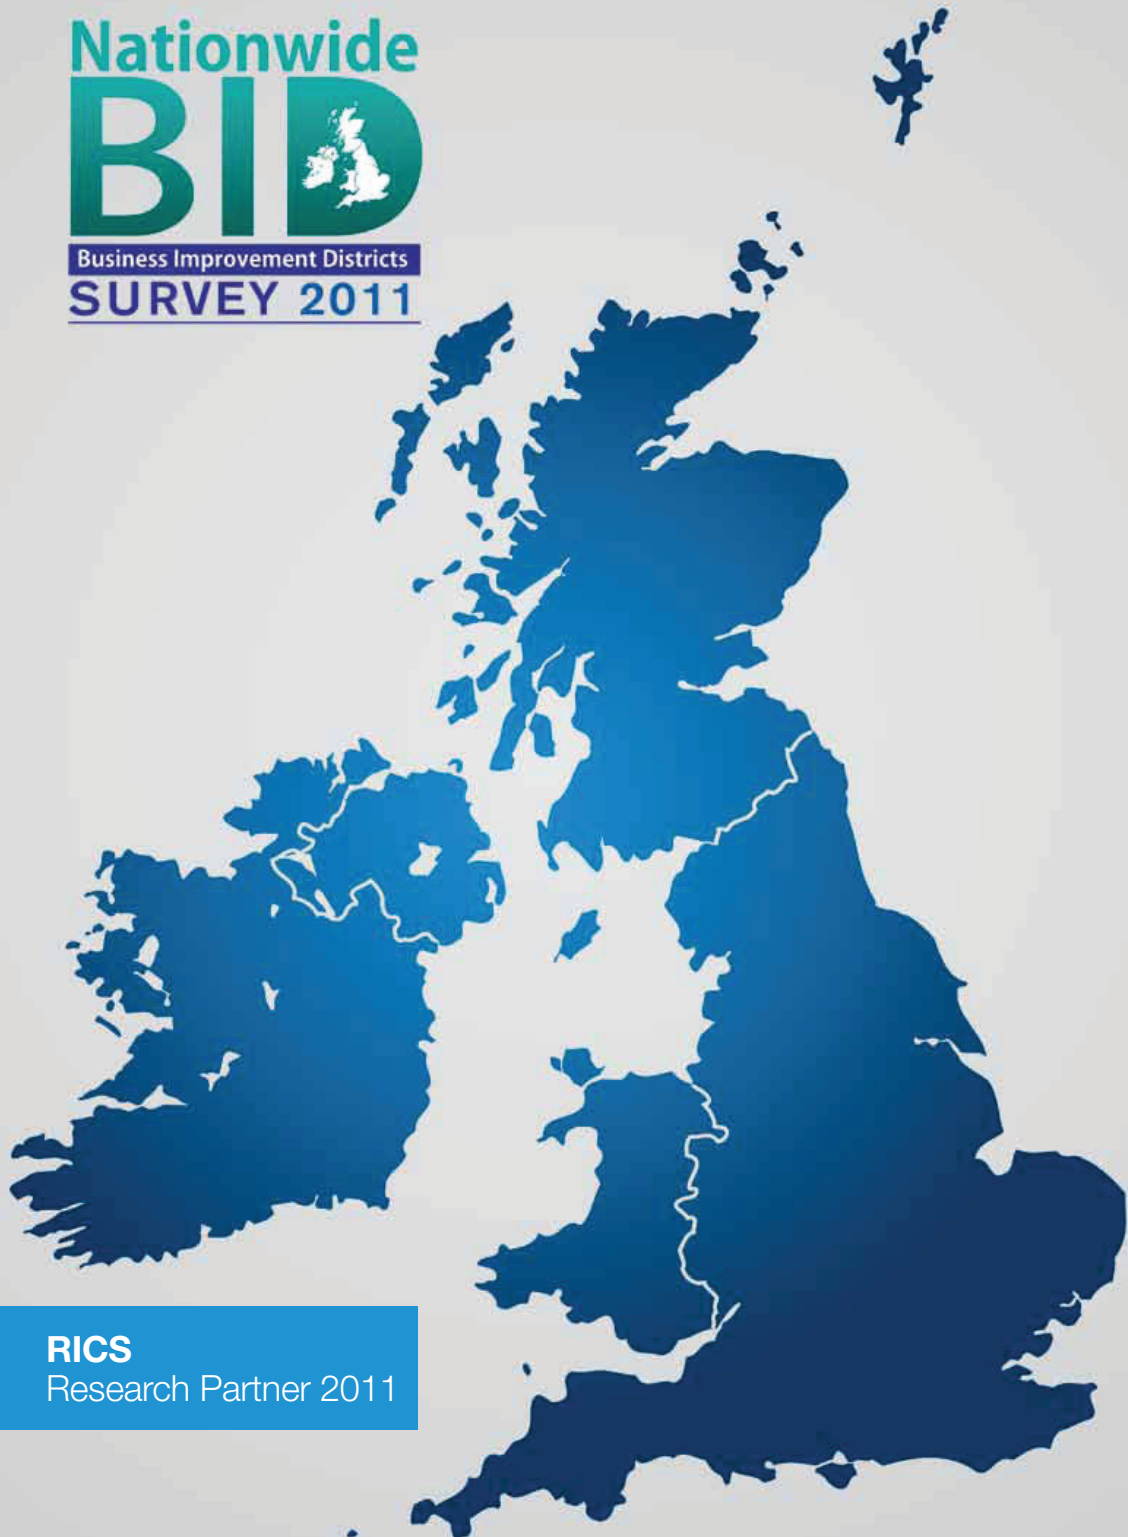 Nationwide
BID
Business Improvement Districts
SURVEY 2011
RICS
Research Partner 2011